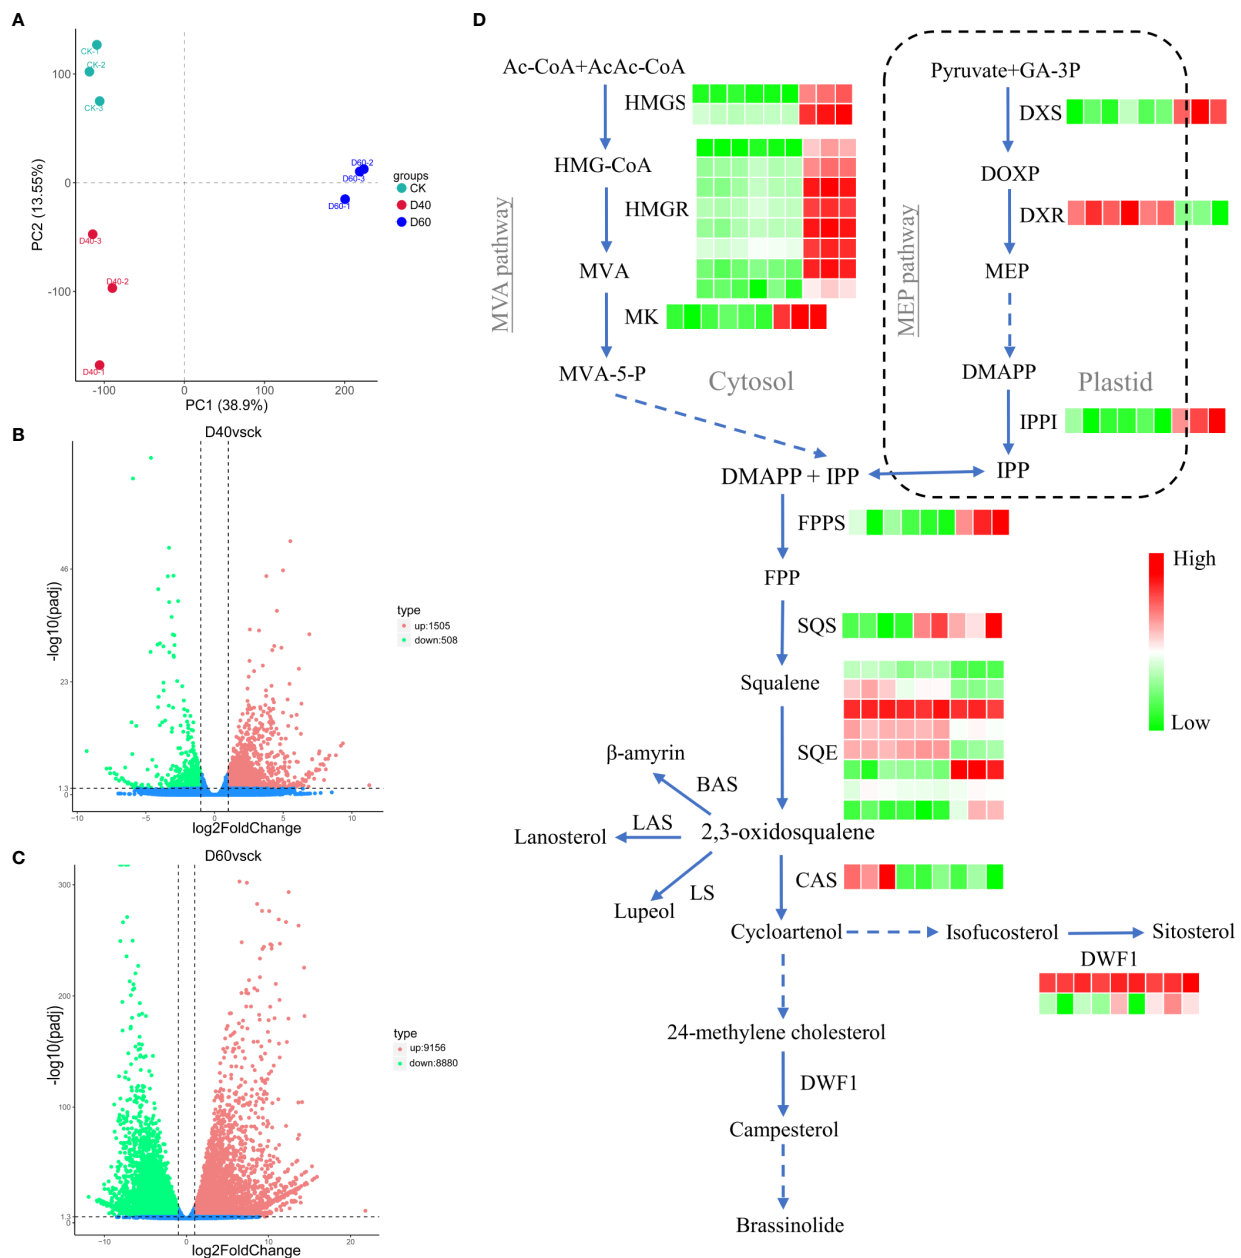 A
CK-1
CK-2
CK-3
D60-2
D60-3
D60-1
D40-3
D40-2
D40-1
100
0
-100
-100
0
100
200
PC1 (38.9%)
PC2 (13.55%)
groups
CK
D40
D60
B
D40vsck
46
23
1.3
0
-10
-5
0
5
10
log2FoldChange
-log10(padj)
type
up:1505
down:508
C
D60vsck
300
200
100
1.3
0
-10
0
10
20
log2FoldChange
-log10(padj)
type
up:9156
down:8880
D
Ac-CoA+AcAc-CoA
HMGS
HMG-CoA
HMGR
MVA
MK
MVA-5-P
MVA pathway
Cytosol
Pyruvate+GA-3P
DXS
DOXP
DXR
MEP
MEP pathway
DMAPP
Plastid
IPPI
IPP
DMAPP + IPP
FPPS
FPP
SQS
Squalene
SQE
High
Low
β-amyrin
BAS
Lanosterol
LAS
2,3-oxidosqualene
LS
Lupeol
CAS
Cycloartenol
Isofucosterol
Sitosterol
DWF1
24-methylene cholesterol
DWF1
Campesterol
Brassinolide